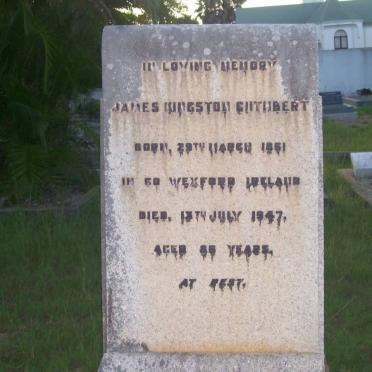 IN LOVING MEMORY
JAMES KINGSTON CUTHBERT
BORN, 29TH MARCH 1861
IN CO WEXFORD IRELAND
DIED, 13TH JULY 1947,
AGED 86 YEARS,
AT REST.